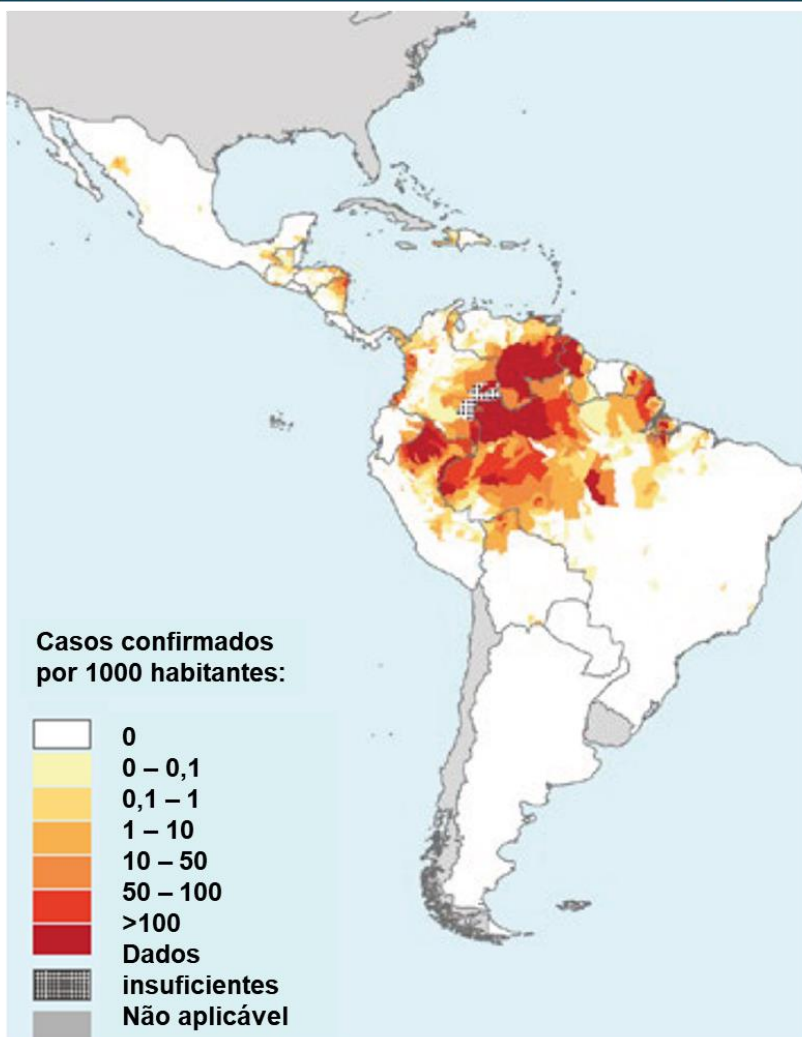 Casos confirmados
por 1000 habitantes:
0
0 – 0,1
0,1 – 1
1 – 10
10 – 50
50 – 100
>100
Dados
insuficientes
Não aplicável